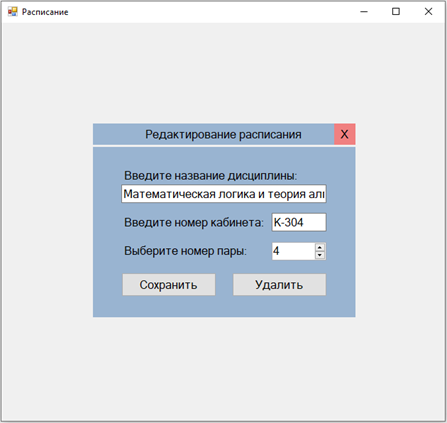 Расписание
Редактирование расписания X
Введите название дисциплины:
Математическая логика и теория алг
Введите номер кабинета: К-304
Выберите номер пары: 4
Сохранить Удалить